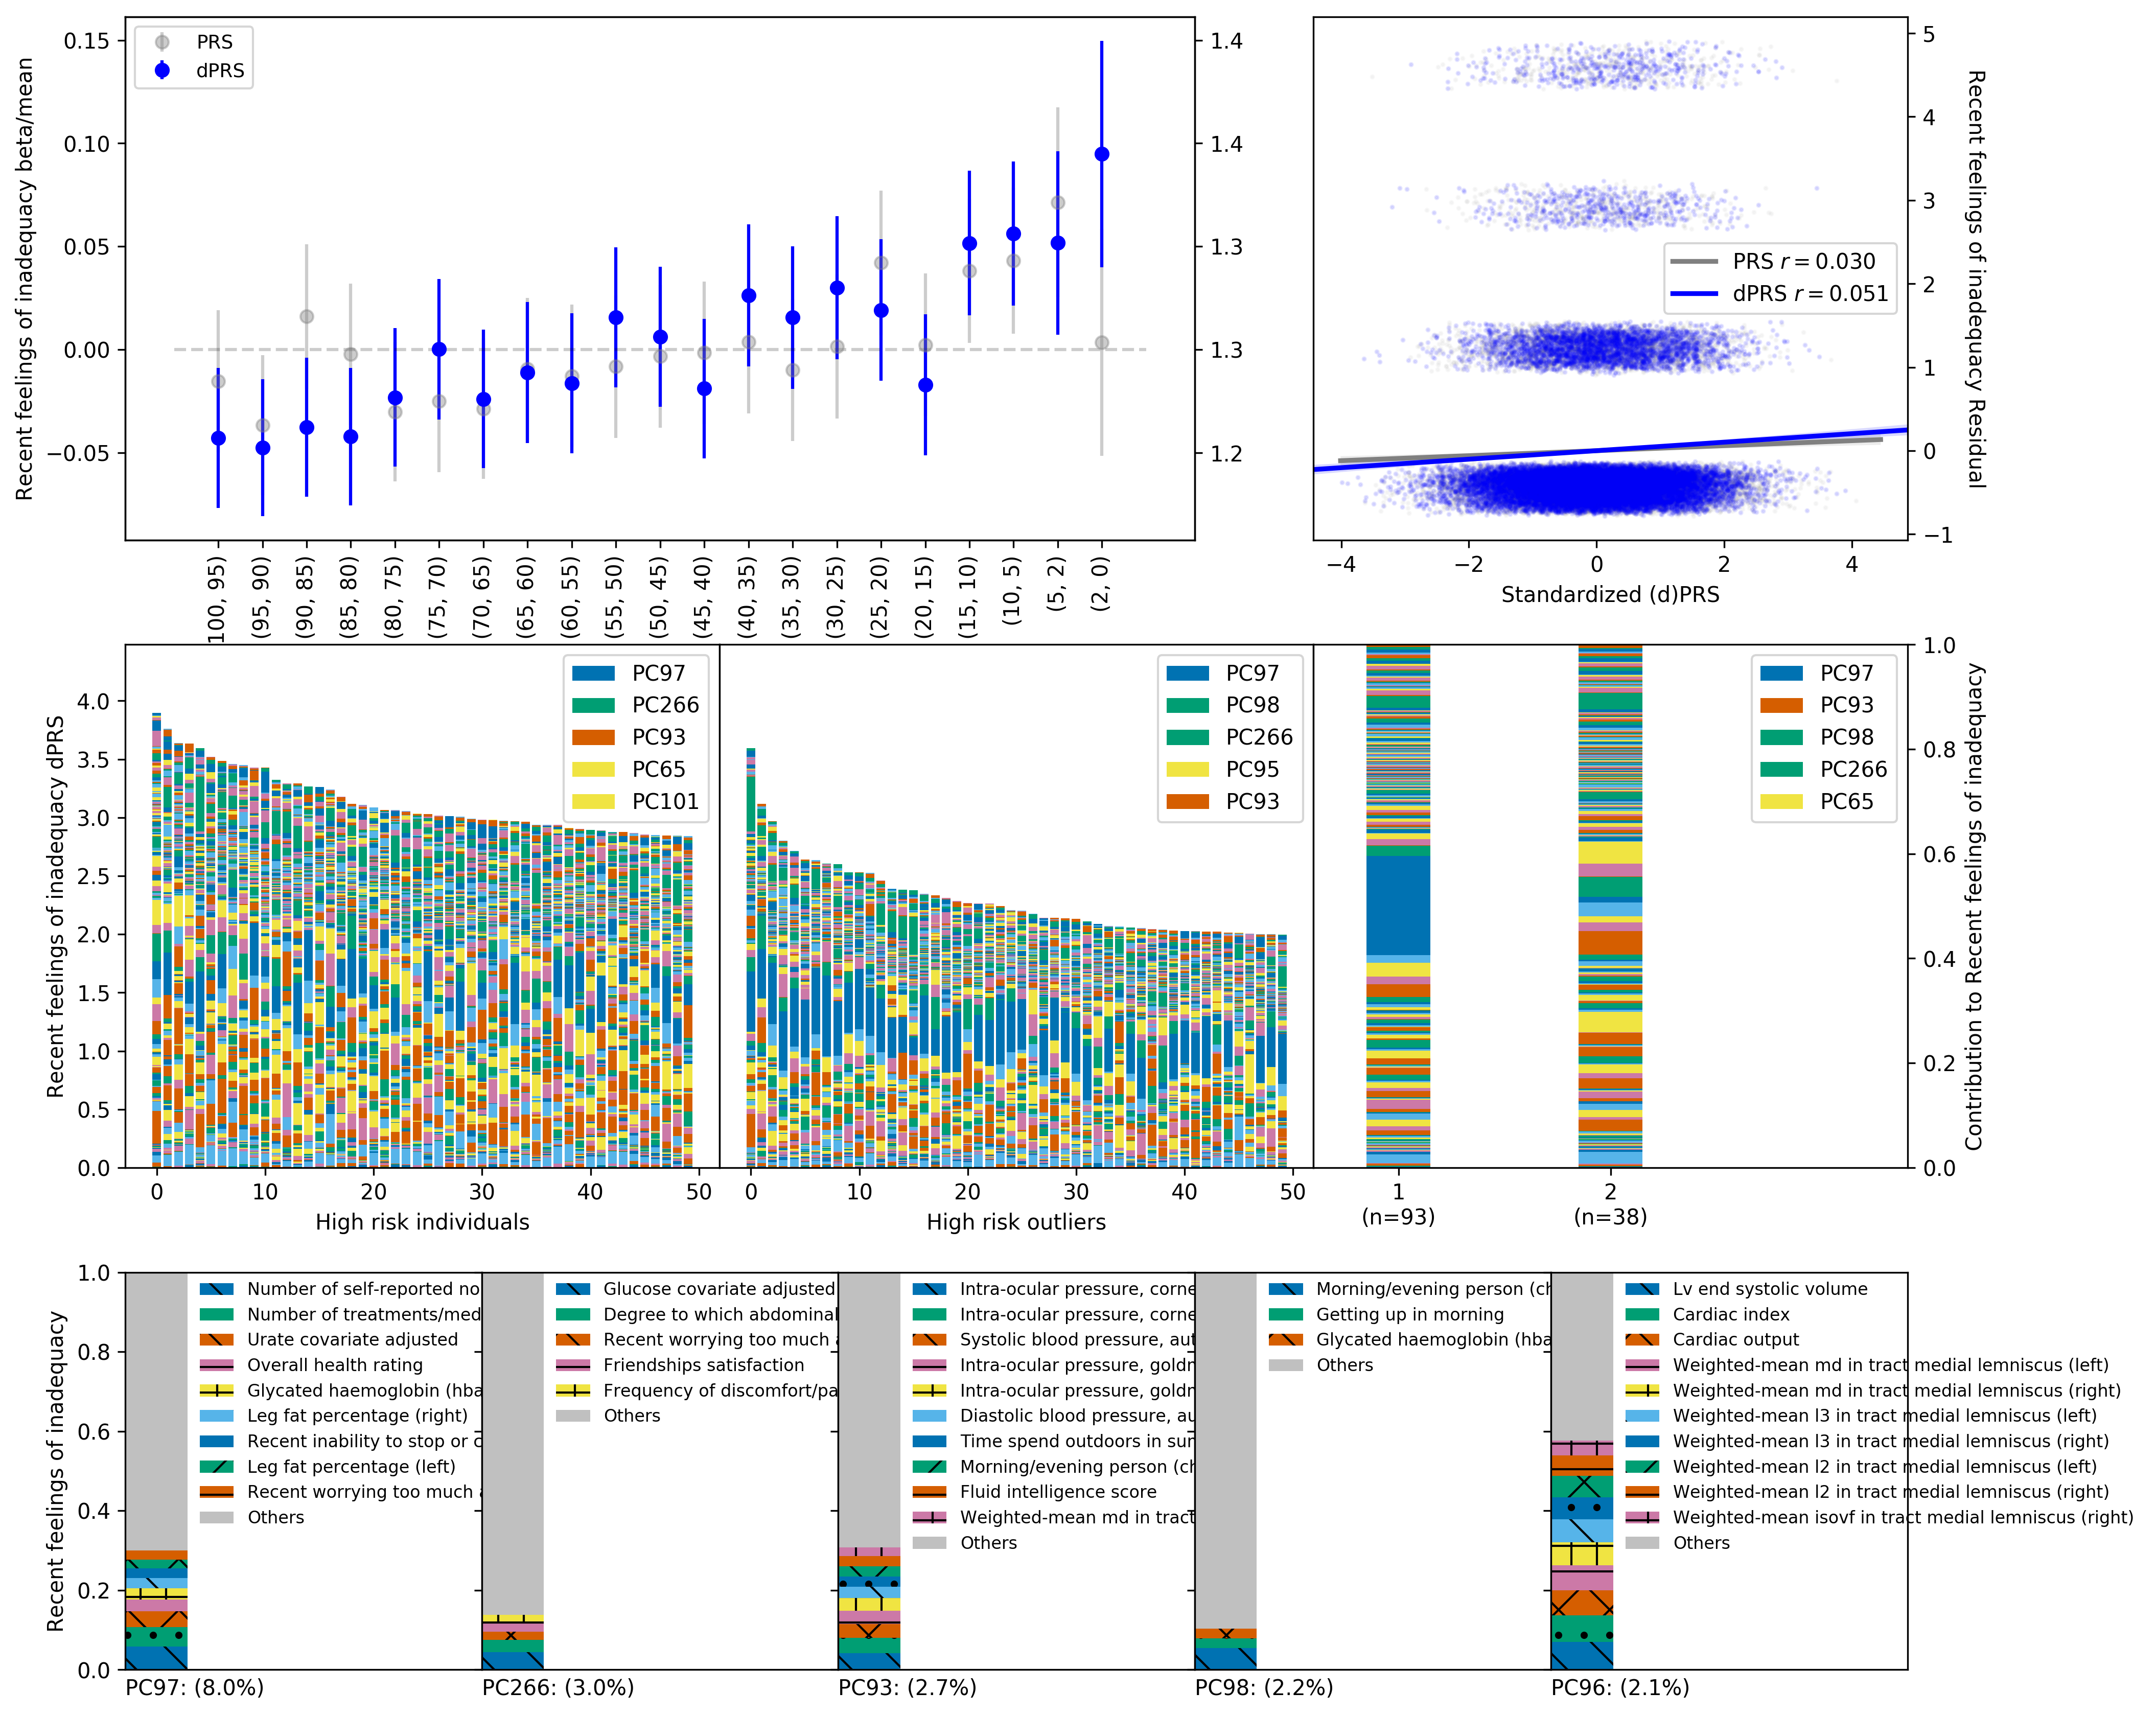 Recent feelings of inadequacy beta/mean
0.15
0.10
0.05
0.00
−0.05
PRS
dPRS
1.4
1.4
1.3
1.3
1.2
100, 95)
(95, 90)
(90, 85)
(85, 80)
(80, 75)
(75, 70)
(70, 65)
(65, 60)
(60, 55)
(55, 50)
(50, 45)
(45, 40)
(40, 35)
(35, 30)
(30, 25)
(25, 20)
(20, 15)
(15, 10)
(10, 5)
(5, 2)
(2, 0)
PRS r = 0.030
dPRS r = 0.051
5
4
3
2
1
0
−1
Recent feelings of inadequacy Residual
−4
−2
0
2
4
Standardized (d)PRS
Recent feelings of inadequacy dPRS
4.0
3.5
3.0
2.5
2.0
1.5
1.0
0.5
0.0
PC97
PC266
PC93
PC65
PC101
0
10
20
30
40
50
High risk individuals
PC97
PC98
PC266
PC95
PC93
0
10
20
30
40
50
High risk outliers
PC97
PC93
PC98
PC266
PC65
1
(n=93)
2
(n=38)
1.0
0.8
0.6
0.4
0.2
0.0
Contribution to Recent feelings of inadequacy
Recent feelings of inadequacy
1.0
0.8
0.6
0.4
0.2
0.0
Number of self-reported no
Number of treatments/med
Urate covariate adjusted
Overall health rating
Glycated haemoglobin (hba
Leg fat percentage (right)
Recent inability to stop or c
Leg fat percentage (left)
Recent worrying too much a
Others
PC97: (8.0%)
Glucose covariate adjusted
Degree to which abdominal
Recent worrying too much a
Friendships satisfaction
Frequency of discomfort/pa
Others
PC266: (3.0%)
Intra-ocular pressure, corne
Intra-ocular pressure, corne
Systolic blood pressure, aut
Intra-ocular pressure, goldn
Intra-ocular pressure, goldn
Diastolic blood pressure, au
Time spend outdoors in sum
Morning/evening person (ch
Fluid intelligence score
Weighted-mean md in tract
Others
PC93: (2.7%)
Morning/evening person (ch
Getting up in morning
Glycated haemoglobin (hba
Others
PC98: (2.2%)
Lv end systolic volume
Cardiac index
Cardiac output
Weighted-mean md in tract medial lemniscus (left)
Weighted-mean md in tract medial lemniscus (right)
Weighted-mean l3 in tract medial lemniscus (left)
Weighted-mean l3 in tract medial lemniscus (right)
Weighted-mean l2 in tract medial lemniscus (left)
Weighted-mean l2 in tract medial lemniscus (right)
Weighted-mean isovf in tract medial lemniscus (right)
Others
PC96: (2.1%)